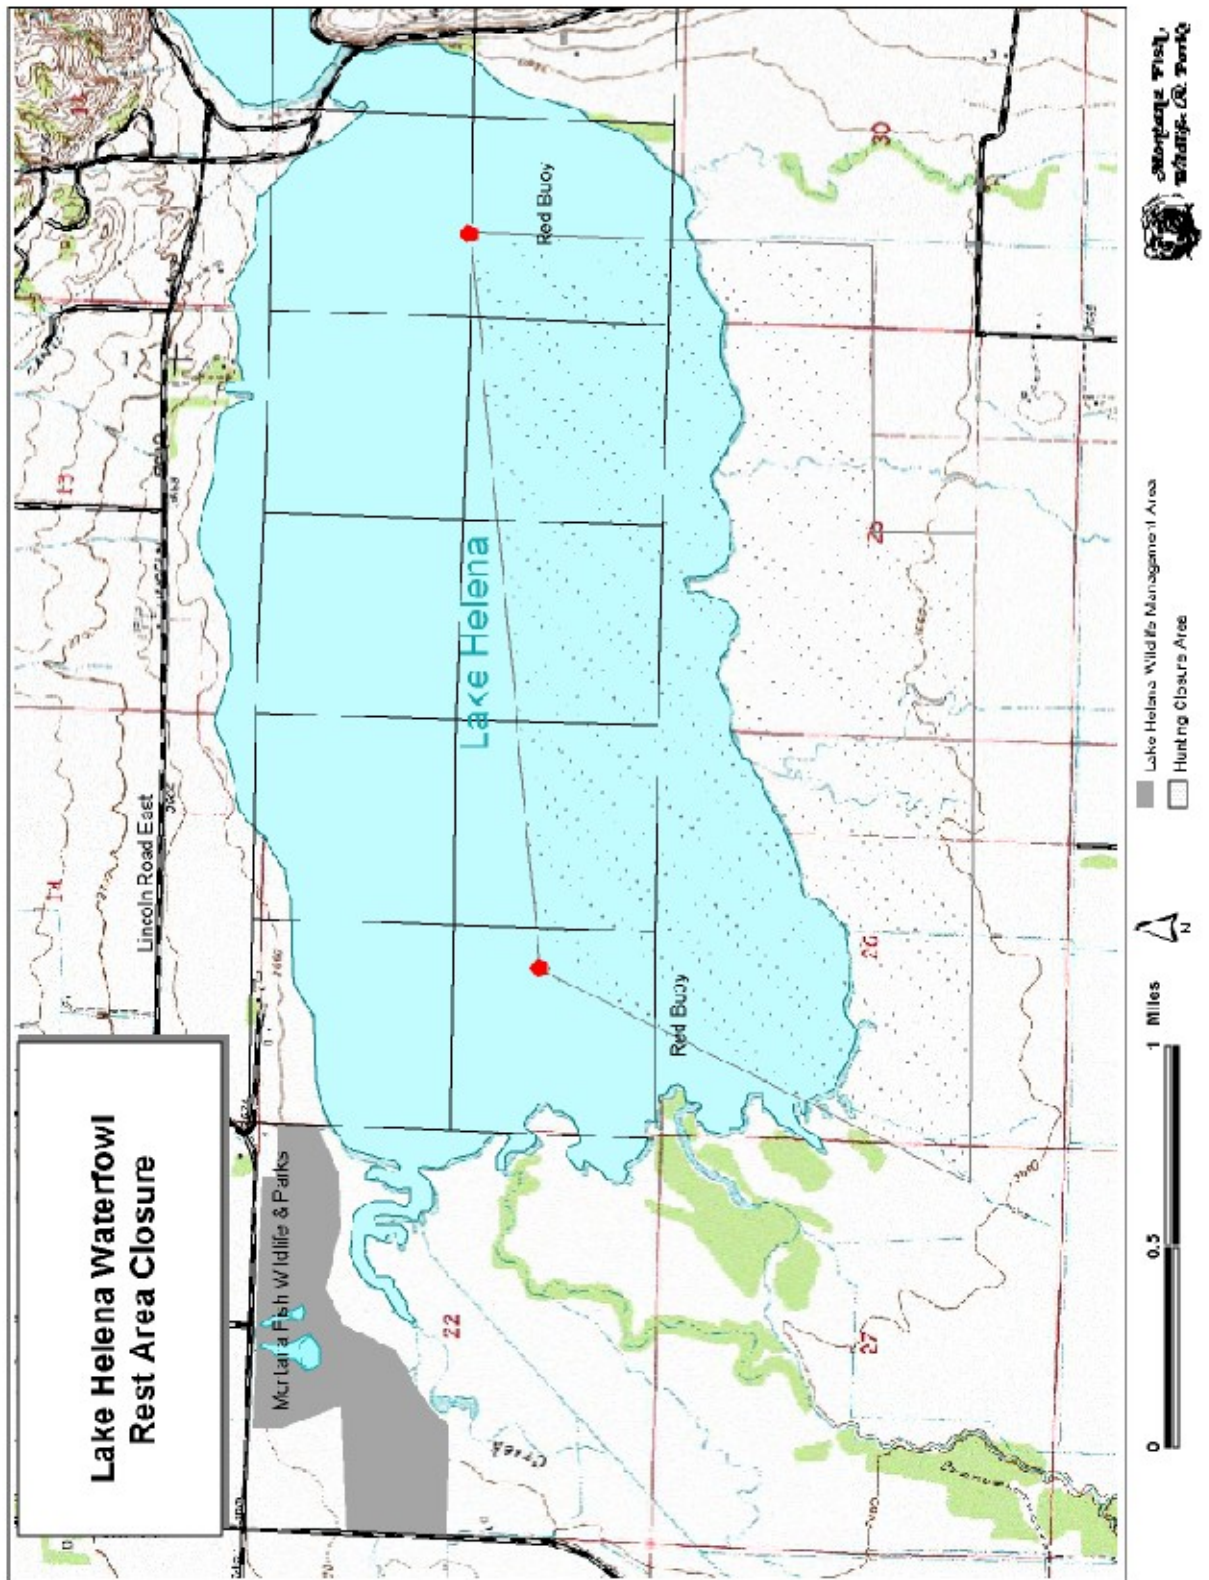 Lake Helena Waterfowl
Rest Area Closure
14
13
Lincoln Road East
Montana Fish Wildlife & Parks
Lake Helena
Red Buoy
Red Buoy
22
Creek
27
26
25
30
0
0.5
1 Miles
N
Lake Helena Wildlife Management Area
Hunting Closure Area
Montana Fish,
Wildlife & Parks